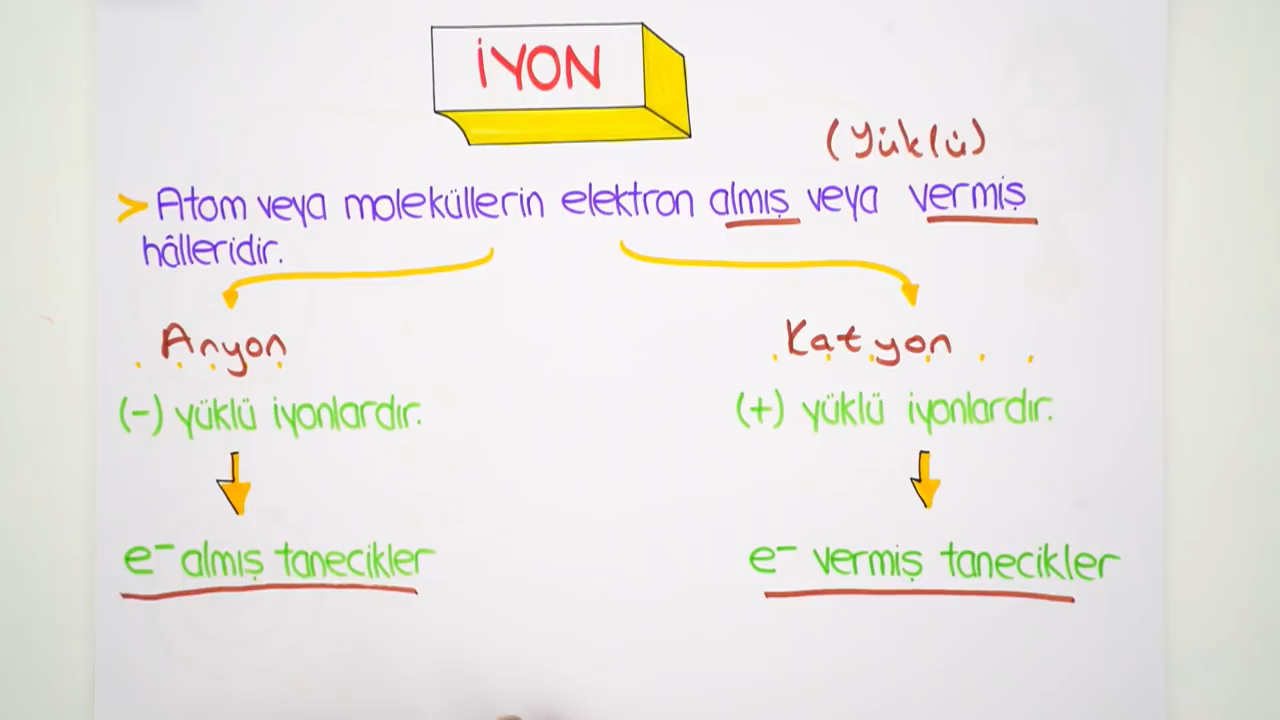 İYON
(Yüklü)
> Atom veya moleküllerin elektron almış veya vermiş
hâlleridir.
Anyon
Katyon
(-) yüklü iyonlardır.
(+) yüklü iyonlardır.
e⁻ almış tanecikler
e⁻ vermiş tanecikler